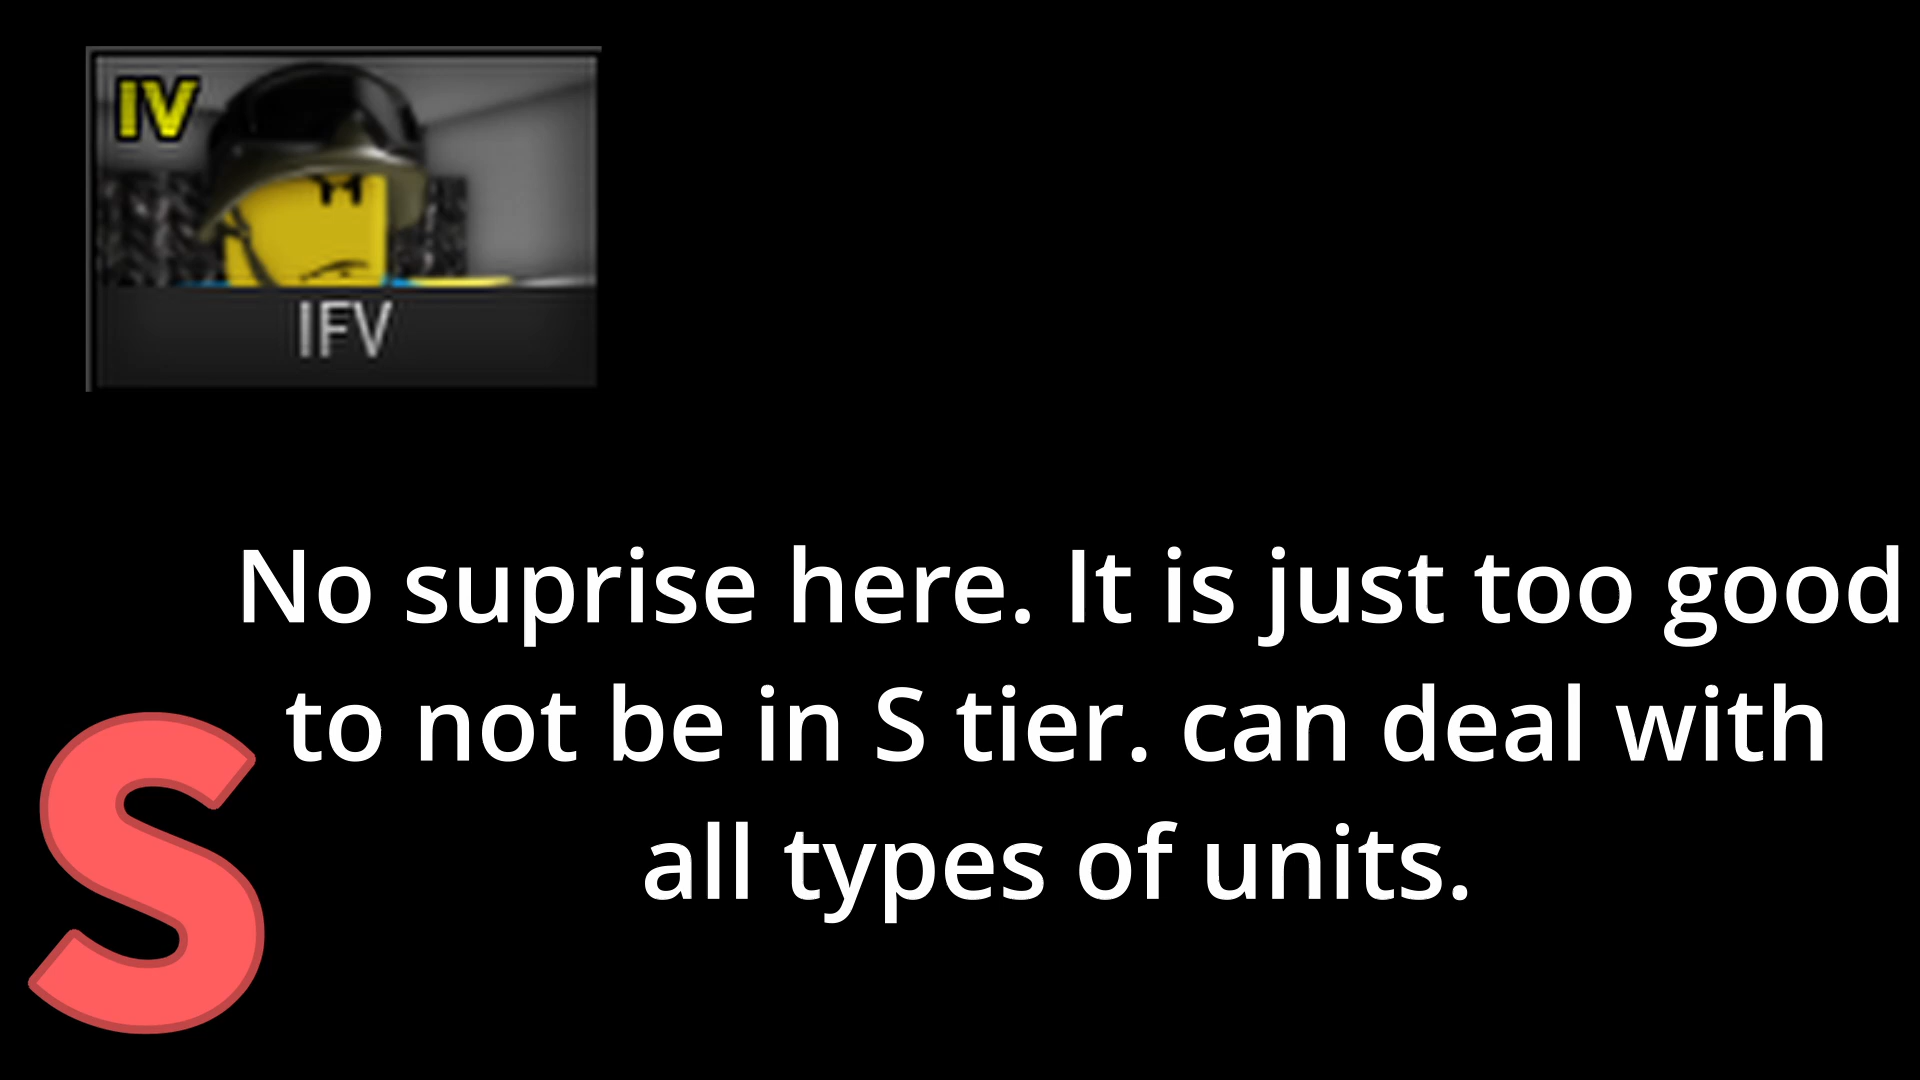 IV
IFV
No suprise here. It is just too good
to not be in S tier. can deal with
all types of units.
S